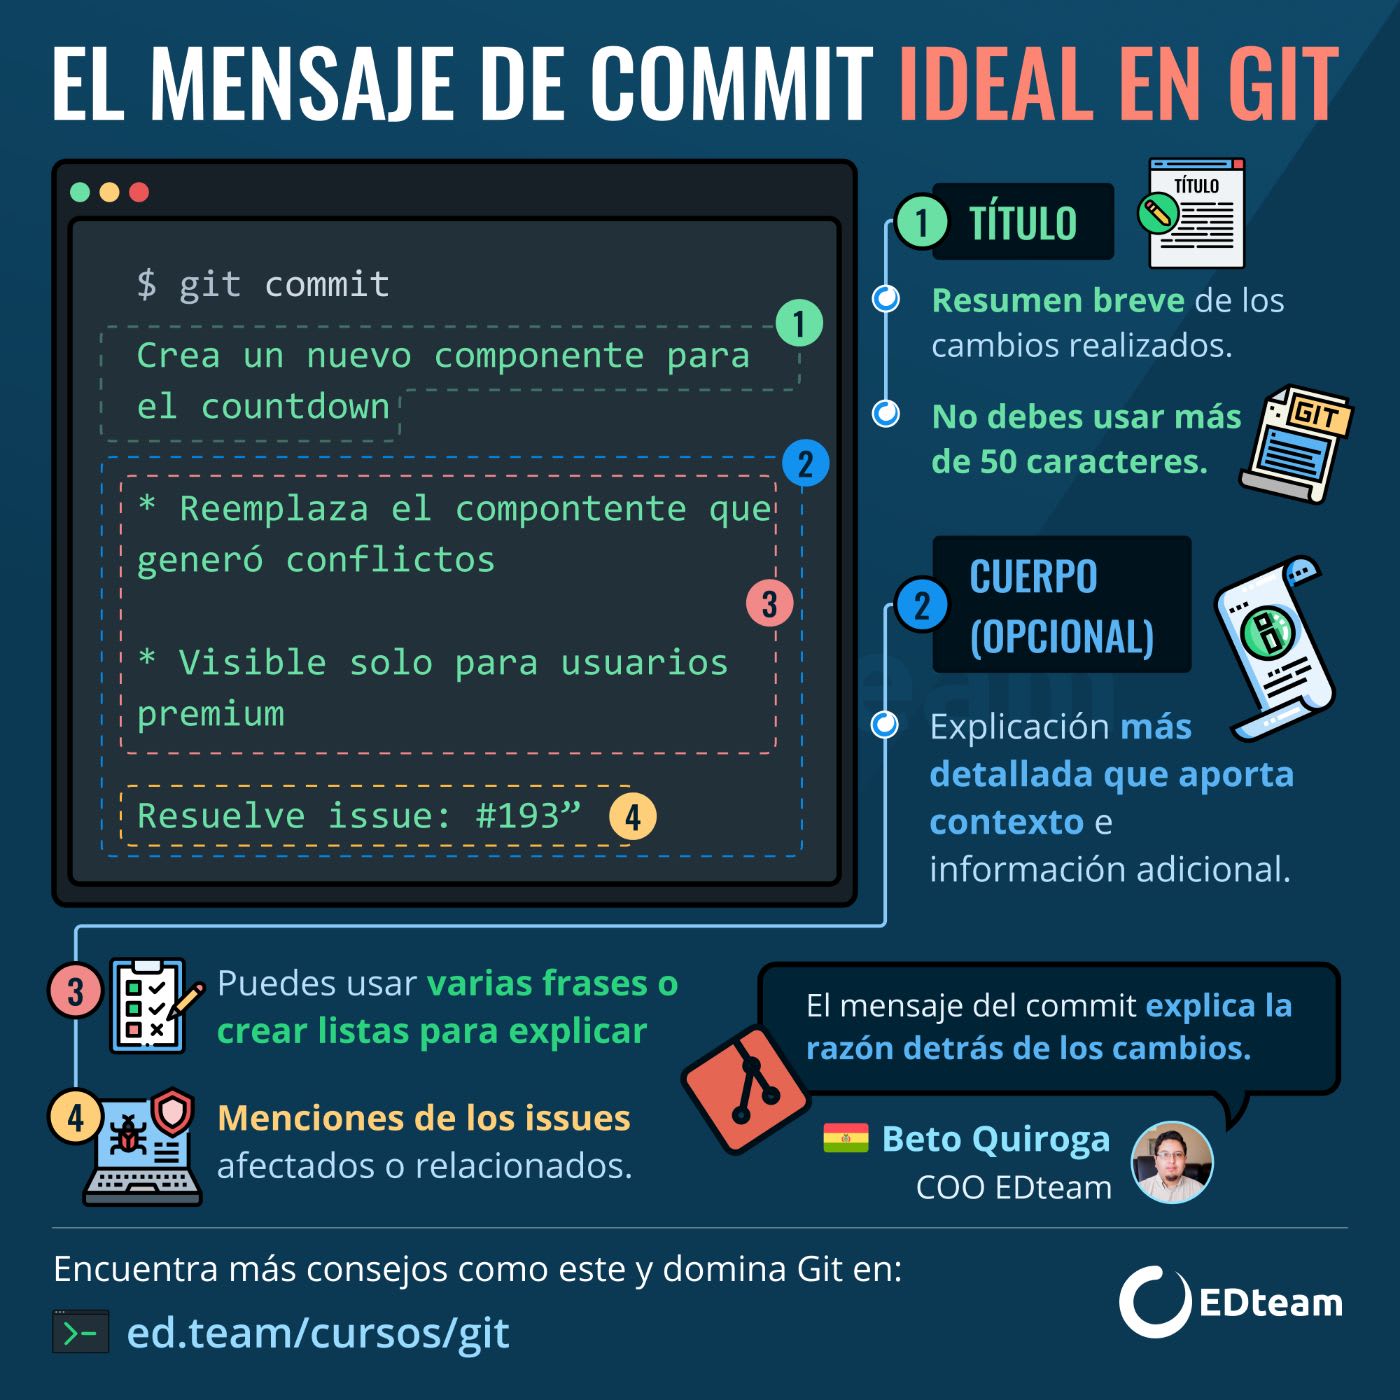 EL MENSAJE DE COMMIT IDEAL EN GIT
$ git commit
1
Crea un nuevo componente para
el countdown
2
* Reemplaza el compontente que
generó conflictos
3
* Visible solo para usuarios
premium
Resuelve issue: #193”
4
1
TÍTULO
TÍTULO
Resumen breve de los
cambios realizados.
No debes usar más
de 50 caracteres.
GIT
2
CUERPO
(OPCIONAL)
Explicación más
detallada que aporta
contexto e
información adicional.
3
Puedes usar varias frases o
crear listas para explicar
4
Menciones de los issues
afectados o relacionados.
El mensaje del commit explica la
razón detrás de los cambios.
Beto Quiroga
COO EDteam
Encuentra más consejos como este y domina Git en:
ed.team/cursos/git
EDteam